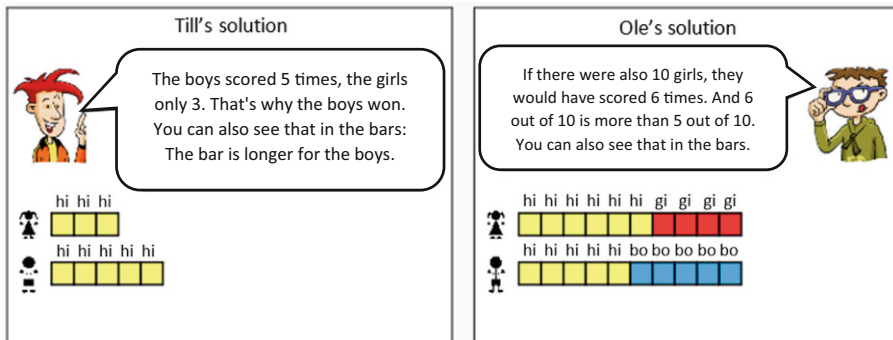 Till's solution
The boys scored 5 times, the girls
only 3. That's why the boys won.
You can also see that in the bars:
The bar is longer for the boys.
hi hi hi
hi hi hi hi hi
Ole's solution
If there were also 10 girls, they
would have scored 6 times. And 6
out of 10 is more than 5 out of 10.
You can also see that in the bars.
hi hi hi hi hi hi gi gi gi gi
hi hi hi hi hi bo bo bo bo bo